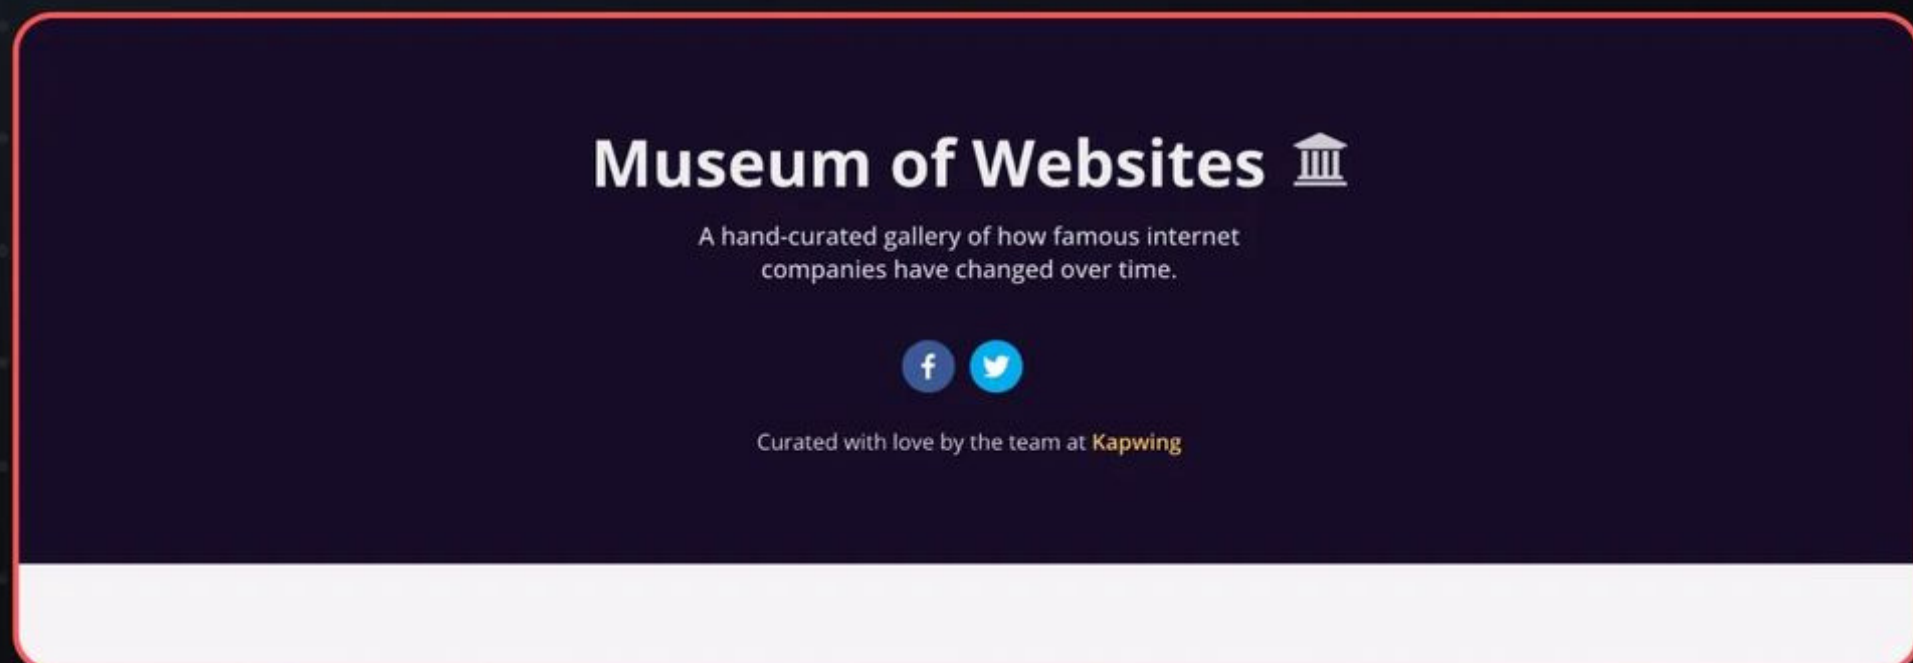 Museum of Websites
A hand-curated gallery of how famous internet
companies have changed over time.
Curated with love by the team at Kapwing